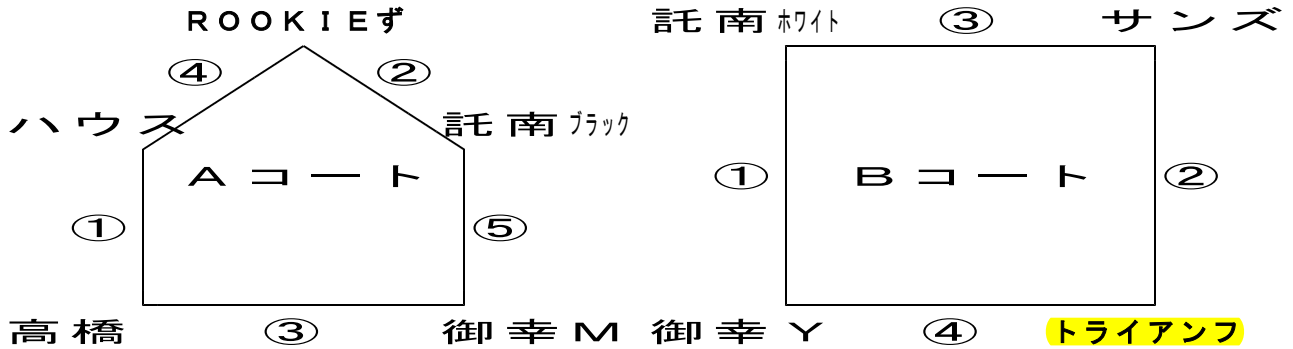 ROOKIEず
託南ホワイト ③ サンズ
④ ②
ハウス 託南ブラック
Aコート
① Bコート ②
① ⑤
高橋 ③ 御幸M
御幸Y ④ トライアンフ